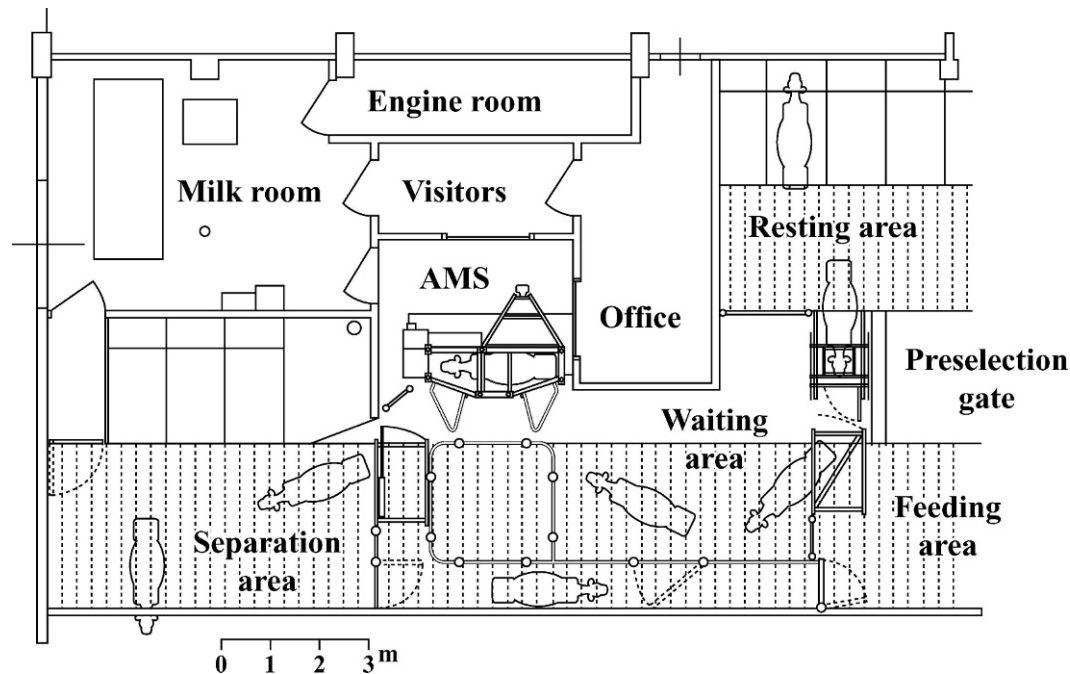 Engine room
Milk room
Visitors
Resting area
AMS
Office
Preselection
gate
Waiting
area
Feeding
area
Separation
area
0 1 2 3 m